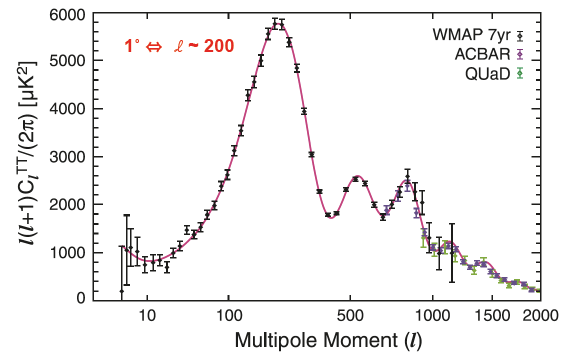 6000
5000
4000
3000
2000
1000
0
l(l+1)C_l^TT/(2π) [μK²]
1° ⇔ ℓ ~ 200
WMAP 7yr
ACBAR
QUaD
10 100 500 1000 1500 2000
Multipole Moment (l)